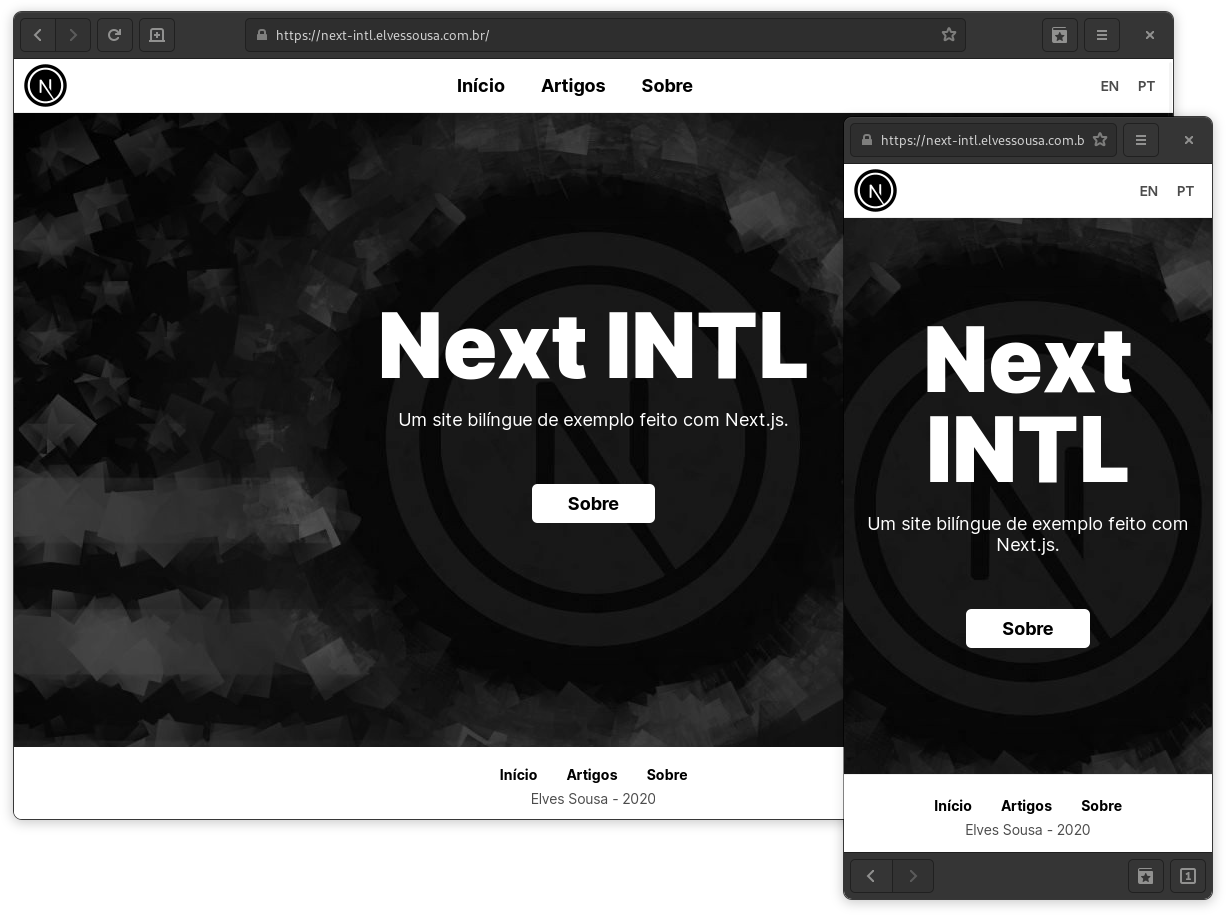 https://next-intl.elvessousa.com.br/
N
Início Artigos Sobre
EN PT
Next INTL
Um site bilíngue de exemplo feito com Next.js.
Sobre
Início Artigos Sobre
Elves Sousa - 2020
https://next-intl.elvessousa.com.b
N
EN PT
Next
INTL
Um site bilíngue de exemplo feito com
Next.js.
Sobre
Início Artigos Sobre
Elves Sousa - 2020
1